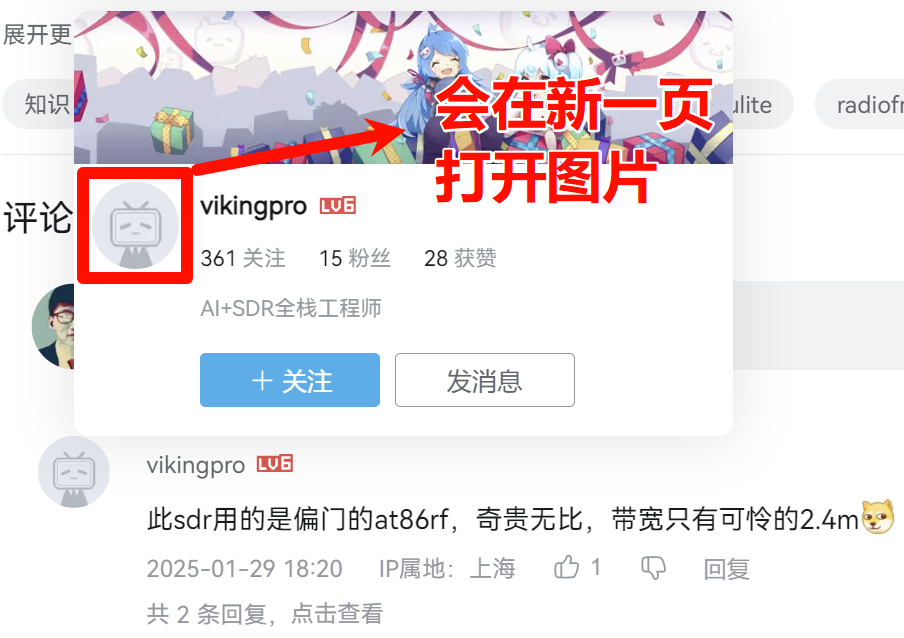 展开更
知识
ulite
radiofr
会在新一页
打开图片
评论
vikingpro LV6
361 关注 15 粉丝 28 获赞
AI+SDR全栈工程师
+ 关注 发消息
vikingpro LV6
此sdr用的是偏门的at86rf，奇贵无比，带宽只有可怜的2.4m
2025-01-29 18:20 IP属地：上海 1 回复
共 2 条回复，点击查看